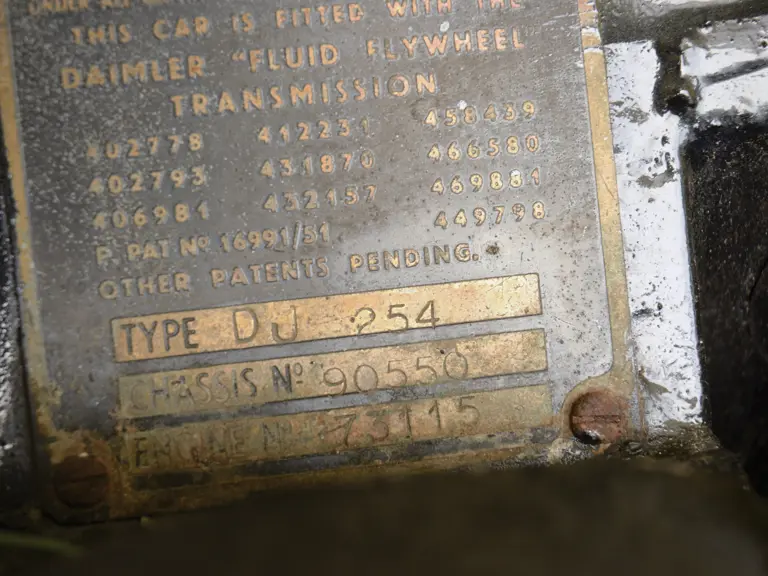 THIS CAR IS FITTED WITH THE
DAIMLER "FLUID FLYWHEEL"
TRANSMISSION
402778 412231 458439
402793 431870 466580
406981 432157 469881
P. PAT Nº 16991/51 449798
OTHER PATENTS PENDING.
TYPE DJ 254
CHASSIS Nº 90550
ENGINE Nº 73115